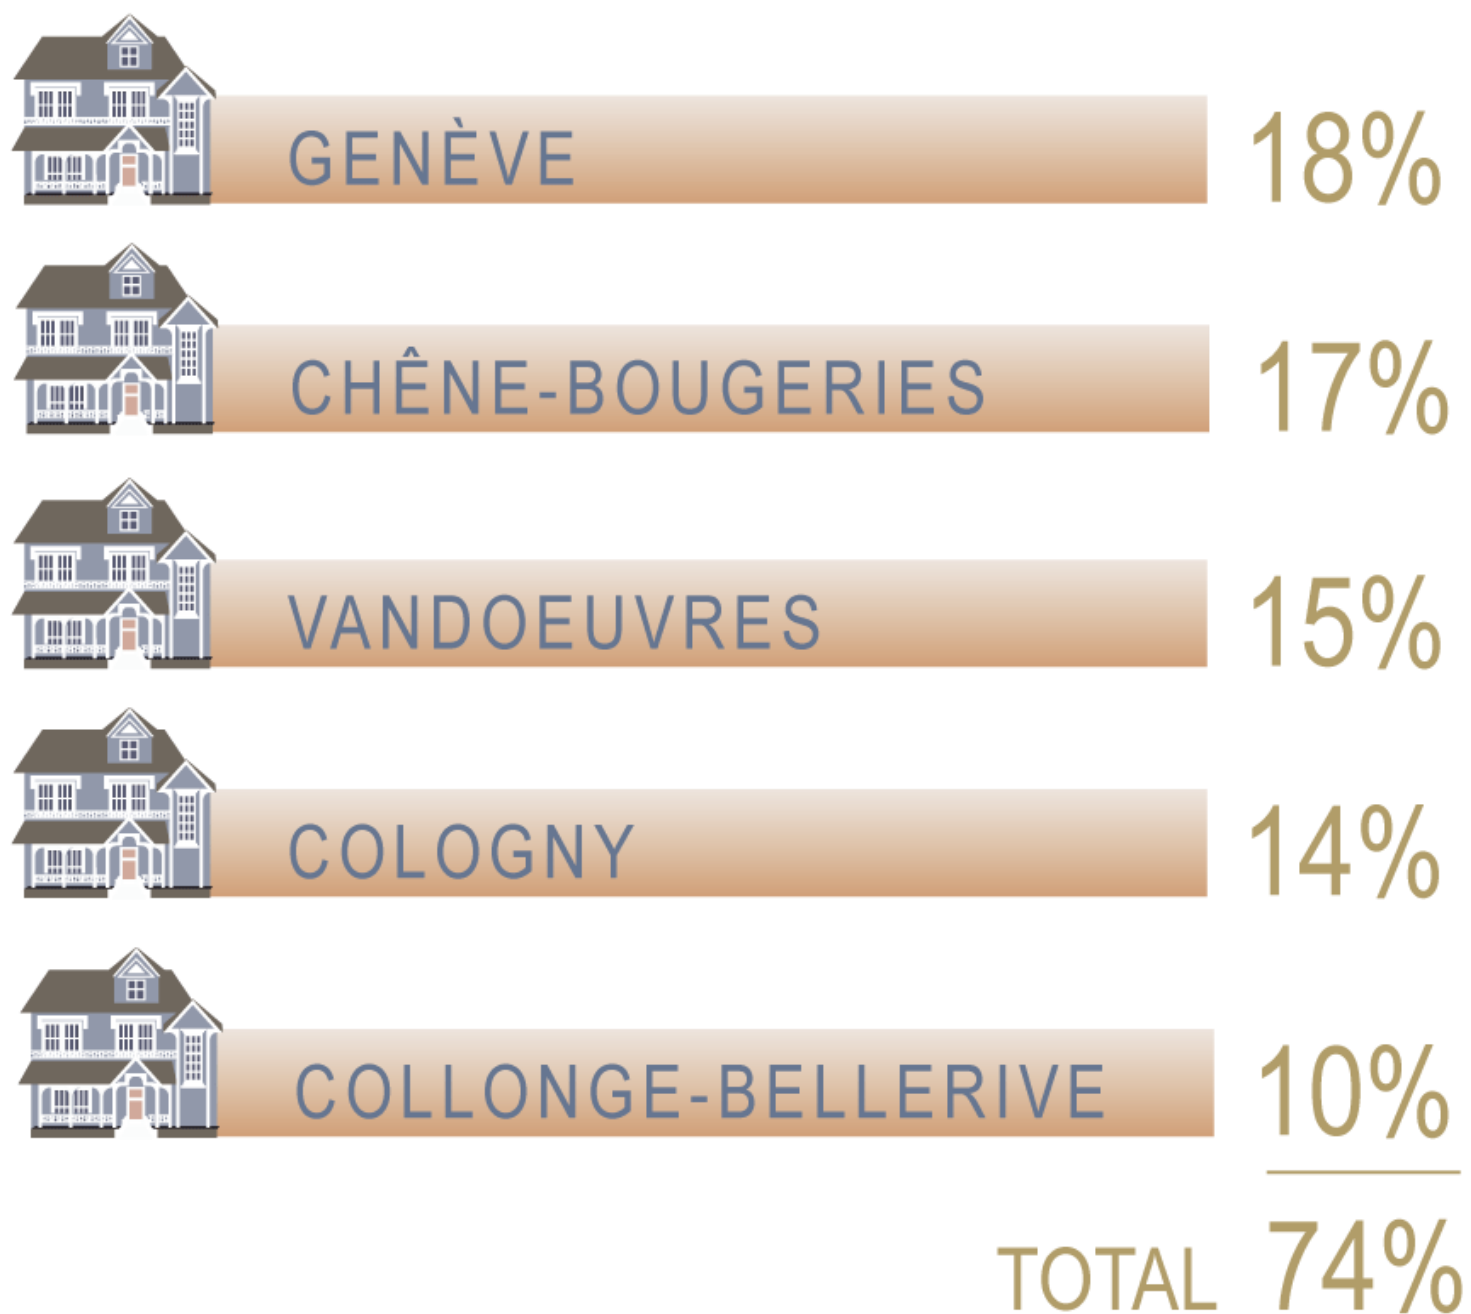 GENÈVE 18%
CHÊNE-BOUGERIES 17%
VANDOEUVRES 15%
COLOGNY 14%
COLLONGE-BELLERIVE 10%
TOTAL 74%